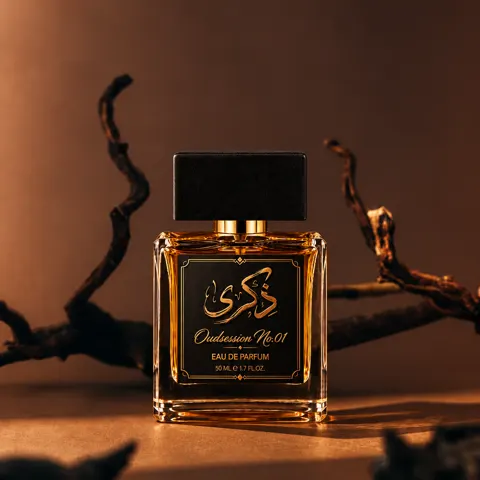 ذكرى
Oudsession No.01
EAU DE PARFUM
50 ML ℮ 1.7 FL.OZ.